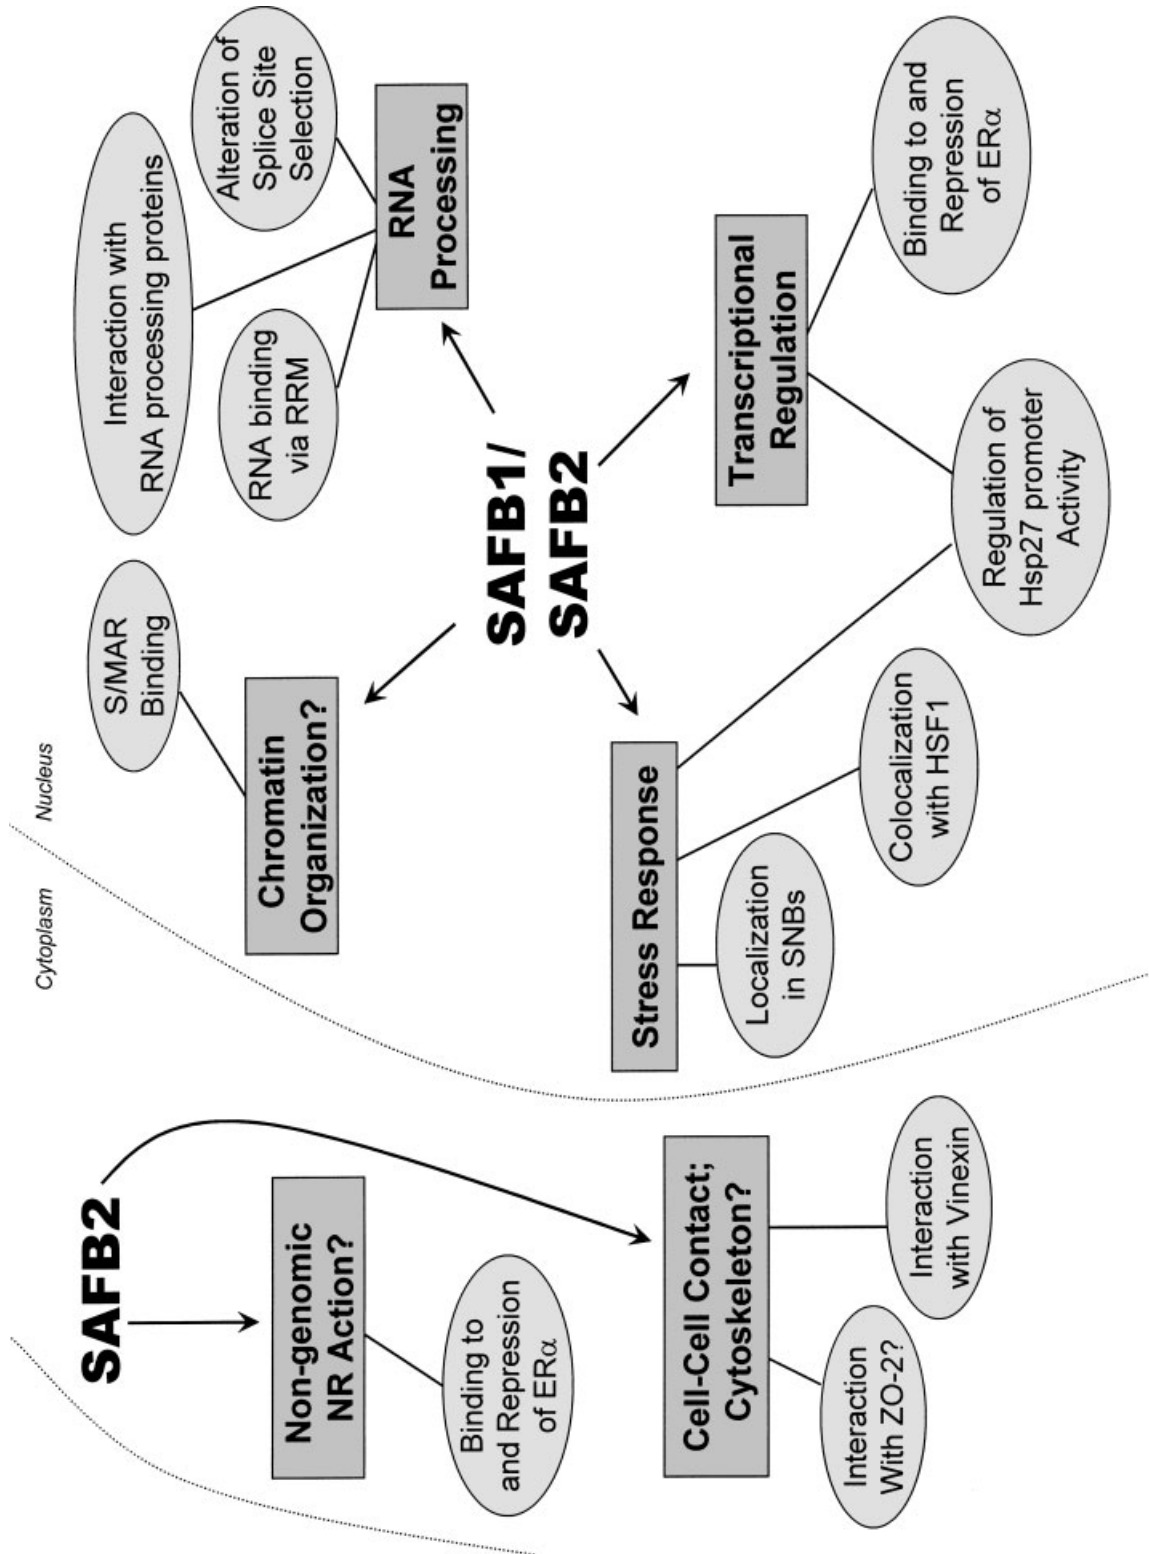 Cytoplasm
Nucleus
SAFB2
Non-genomic
NR Action?
Binding to
and Repression
of ERα
Cell-Cell Contact;
Cytoskeleton?
Interaction
With ZO-2?
Interaction
with Vinexin
SAFB1/
SAFB2
Chromatin
Organization?
S/MAR
Binding
RNA
Processing
Interaction with
RNA processing proteins
RNA binding
via RRM
Alteration of
Splice Site
Selection
Stress Response
Localization
in SNBs
Colocalization
with HSF1
Transcriptional
Regulation
Regulation of
Hsp27 promoter
Activity
Binding to and
Repression
of ERα